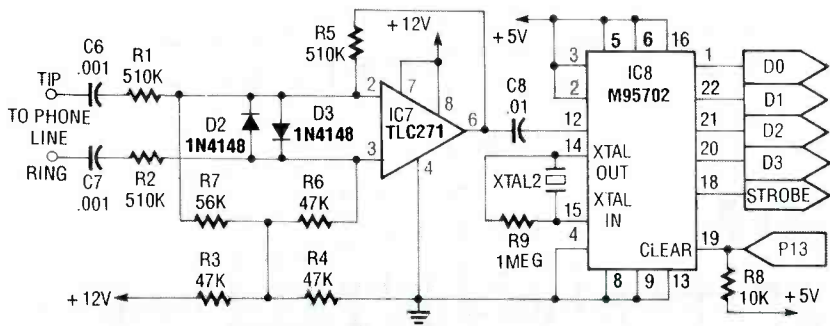 C6
.001
R1
510K
TIP
TO PHONE
LINE
RING
C7
.001
R2
510K
D2
1N4148
D3
1N4148
R5
510K
+12V
2
7
8
IC7
TLC271
6
3
4
R7
56K
R6
47K
R3
47K
R4
47K
+12V
C8
.01
+5V
5 6 16
3
2
12
14
15
4
IC8
M95702
XTAL
OUT
XTAL
IN
CLEAR
8 9 13
XTAL2
R9
1MEG
1
22
21
20
18
19
D0
D1
D2
D3
STROBE
P13
R8
10K
+5V